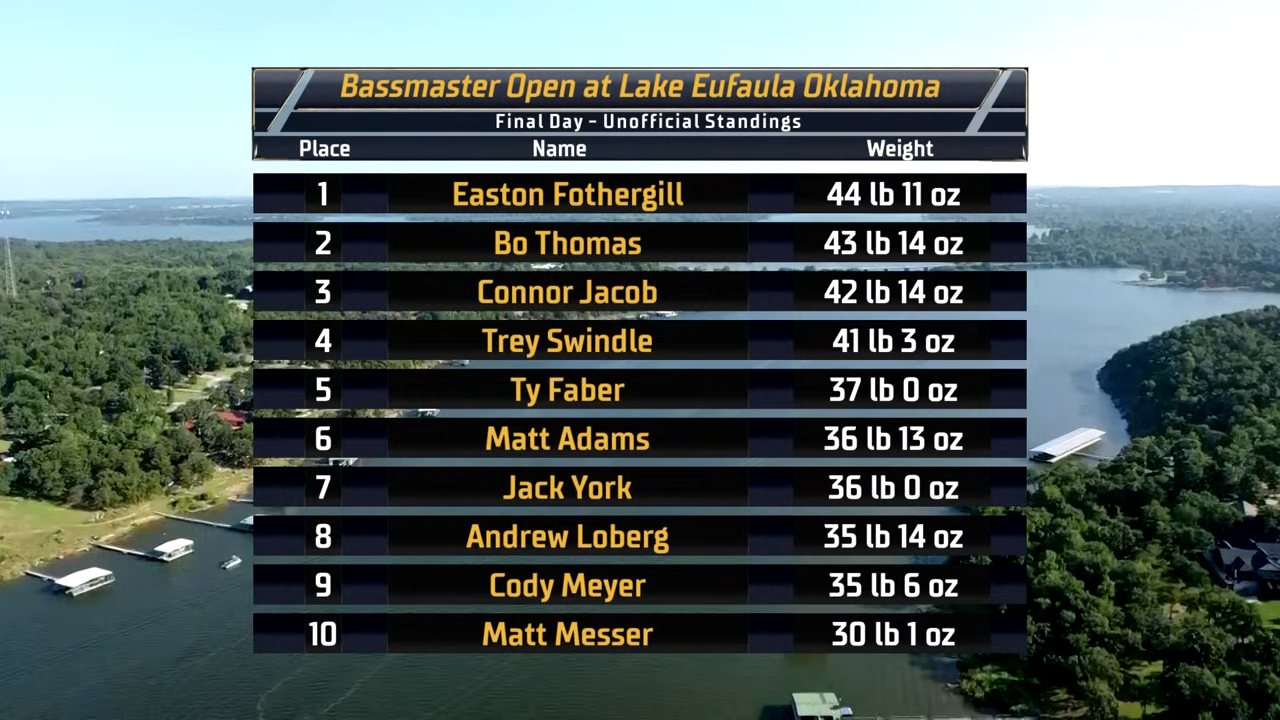 Bassmaster Open at Lake Eufaula Oklahoma
Final Day - Unofficial Standings
Place Name Weight
1 Easton Fothergill 44 lb 11 oz
2 Bo Thomas 43 lb 14 oz
3 Connor Jacob 42 lb 14 oz
4 Trey Swindle 41 lb 3 oz
5 Ty Faber 37 lb 0 oz
6 Matt Adams 36 lb 13 oz
7 Jack York 36 lb 0 oz
8 Andrew Loberg 35 lb 14 oz
9 Cody Meyer 35 lb 6 oz
10 Matt Messer 30 lb 1 oz